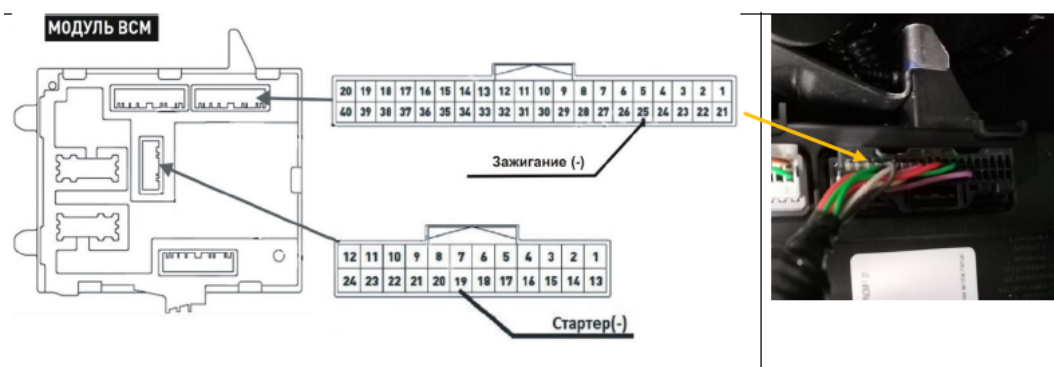 МОДУЛЬ BCM
20 19 18 17 16 15 14 13 12 11 10 9 8 7 6 5 4 3 2 1
40 39 38 37 36 35 34 33 32 31 30 29 28 27 26 25 24 23 22 21
Зажигание (-)
12 11 10 9 8 7 6 5 4 3 2 1
24 23 22 21 20 19 18 17 16 15 14 13
Стартер(-)